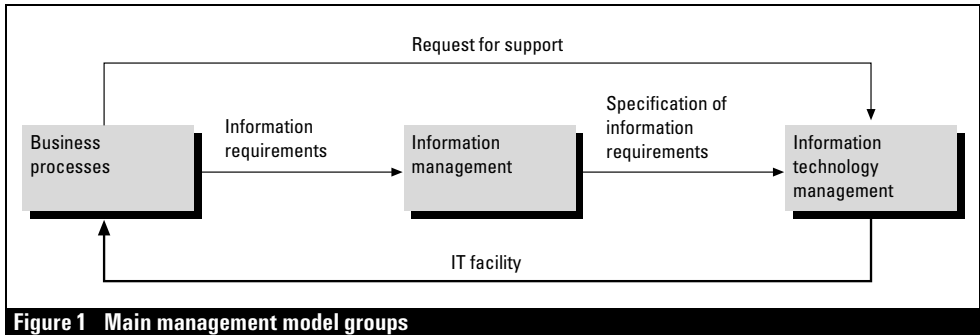 Request for support
Business
processes
Information
requirements
Information
management
Specification of
information
requirements
Information
technology
management
IT facility
Figure 1 Main management model groups